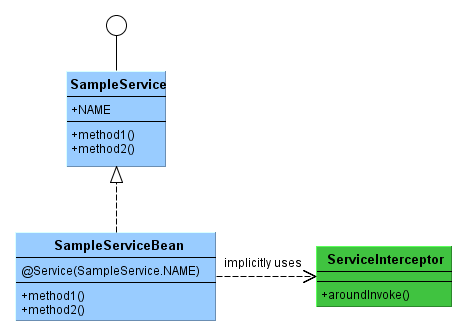 SampleService
+NAME
+method1()
+method2()
SampleServiceBean
@Service(SampleService.NAME)
+method1()
+method2()
implicitly uses
ServiceInterceptor
+aroundInvoke()